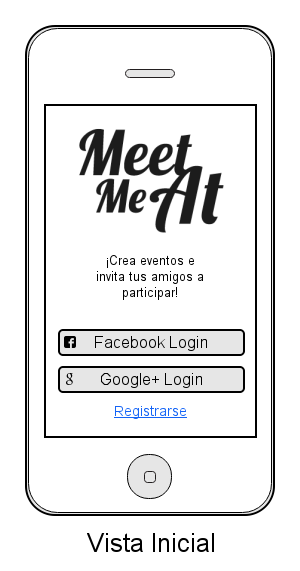 Meet
Me At
¡Crea eventos e
invita tus amigos a
participar!
Facebook Login
Google+ Login
Registrarse
Vista Inicial